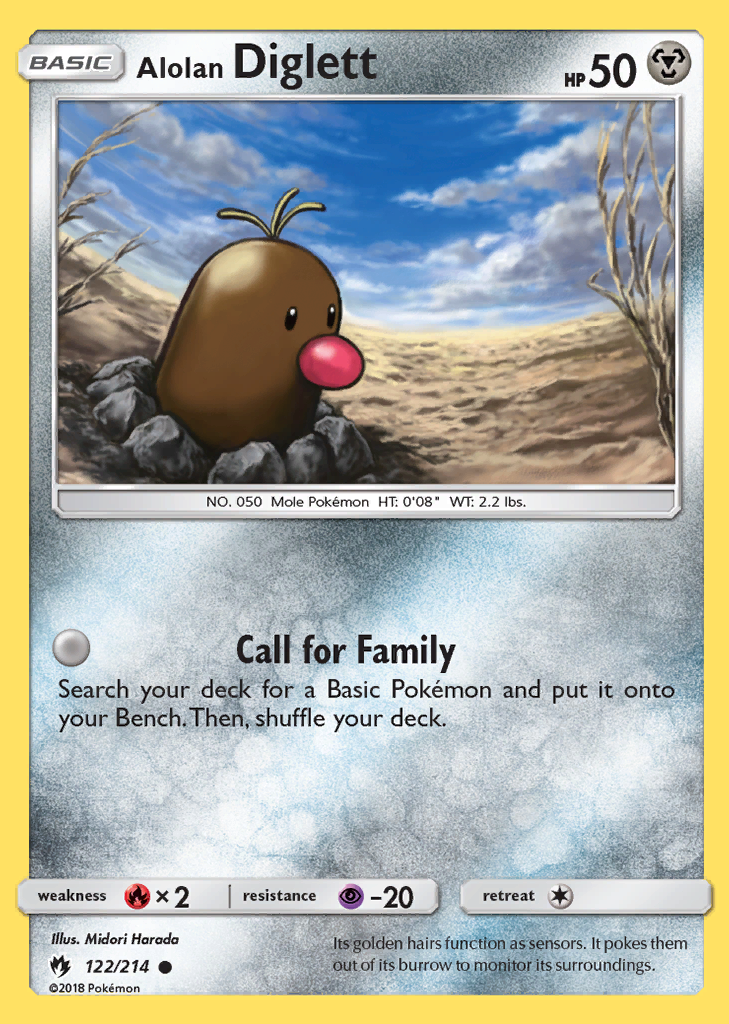 BASIC Alolan Diglett HP 50
NO. 050 Mole Pokémon HT: 0'08" WT: 2.2 lbs.
Call for Family
Search your deck for a Basic Pokémon and put it onto
your Bench. Then, shuffle your deck.
weakness × 2 resistance -20 retreat
Illus. Midori Harada
122/214
©2018 Pokémon
Its golden hairs function as sensors. It pokes them
out of its burrow to monitor its surroundings.